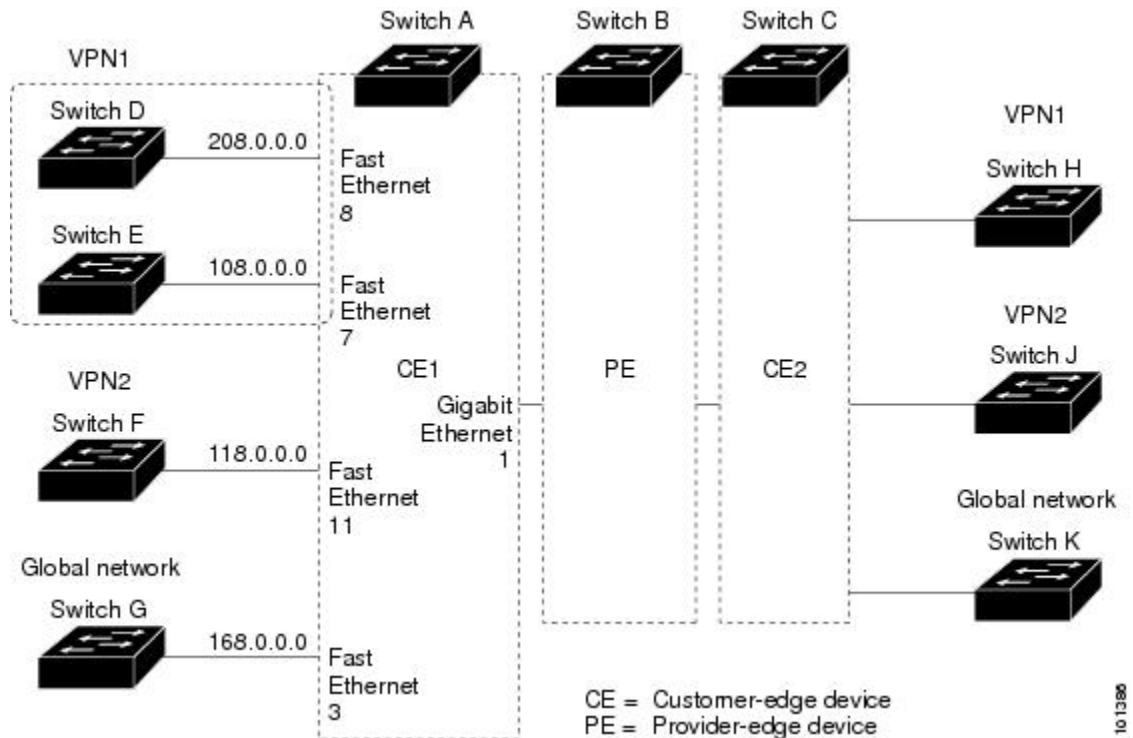 Switch A
Switch B
Switch C
VPN1
Switch D
208.0.0.0
Fast
Ethernet
8
Switch E
108.0.0.0
Fast
Ethernet
7
VPN2
Switch F
118.0.0.0
Fast
Ethernet
11
Global network
Switch G
168.0.0.0
Fast
Ethernet
3
CE1
Gigabit
Ethernet
1
PE
CE2
VPN1
Switch H
VPN2
Switch J
Global network
Switch K
CE = Customer-edge device
PE = Provider-edge device
101386